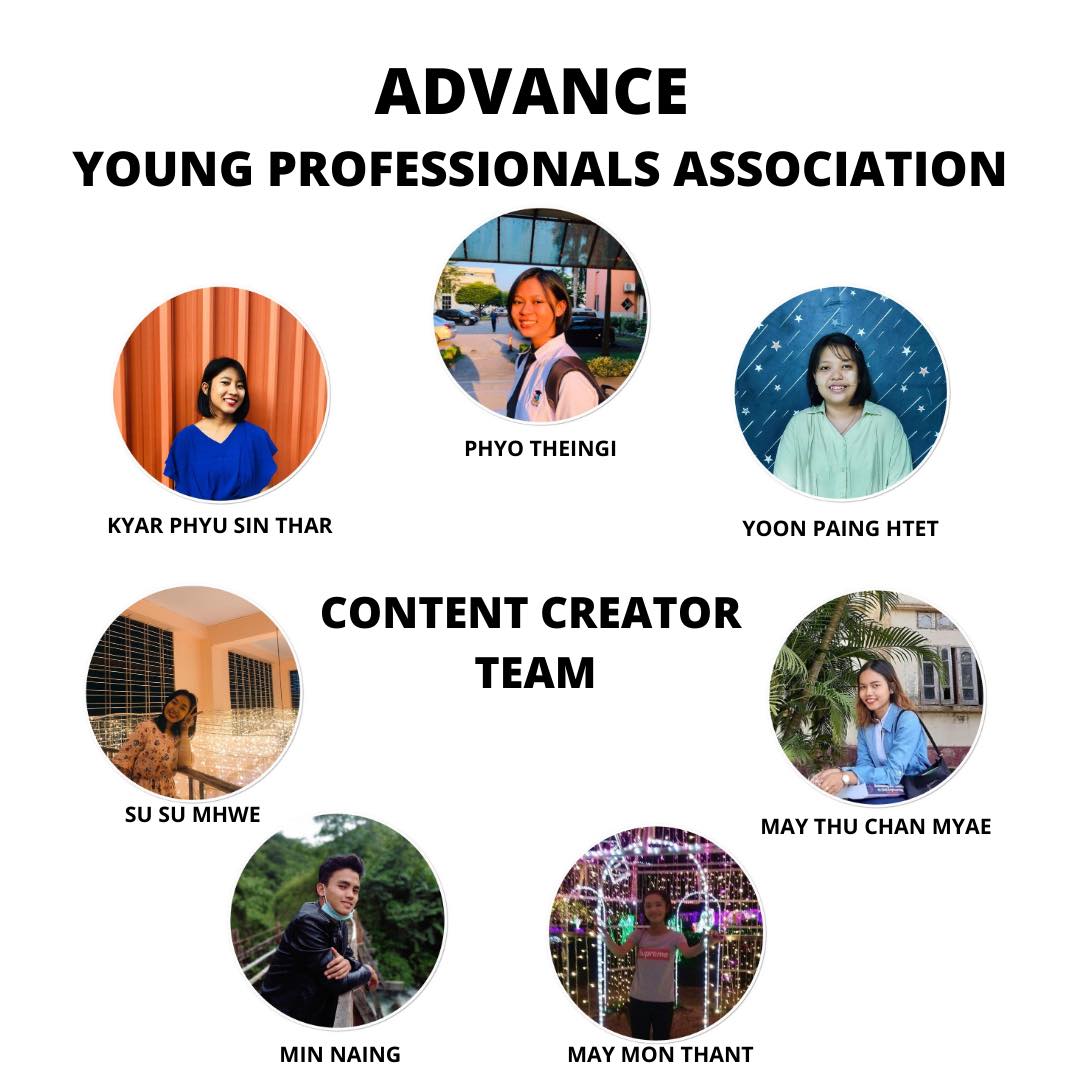 ADVANCE
YOUNG PROFESSIONALS ASSOCIATION
PHYO THEINGI
KYAR PHYU SIN THAR
YOON PAING HTET
CONTENT CREATOR
TEAM
SU SU MHWE
MAY THU CHAN MYAE
Supreme
MIN NAING
MAY MON THANT